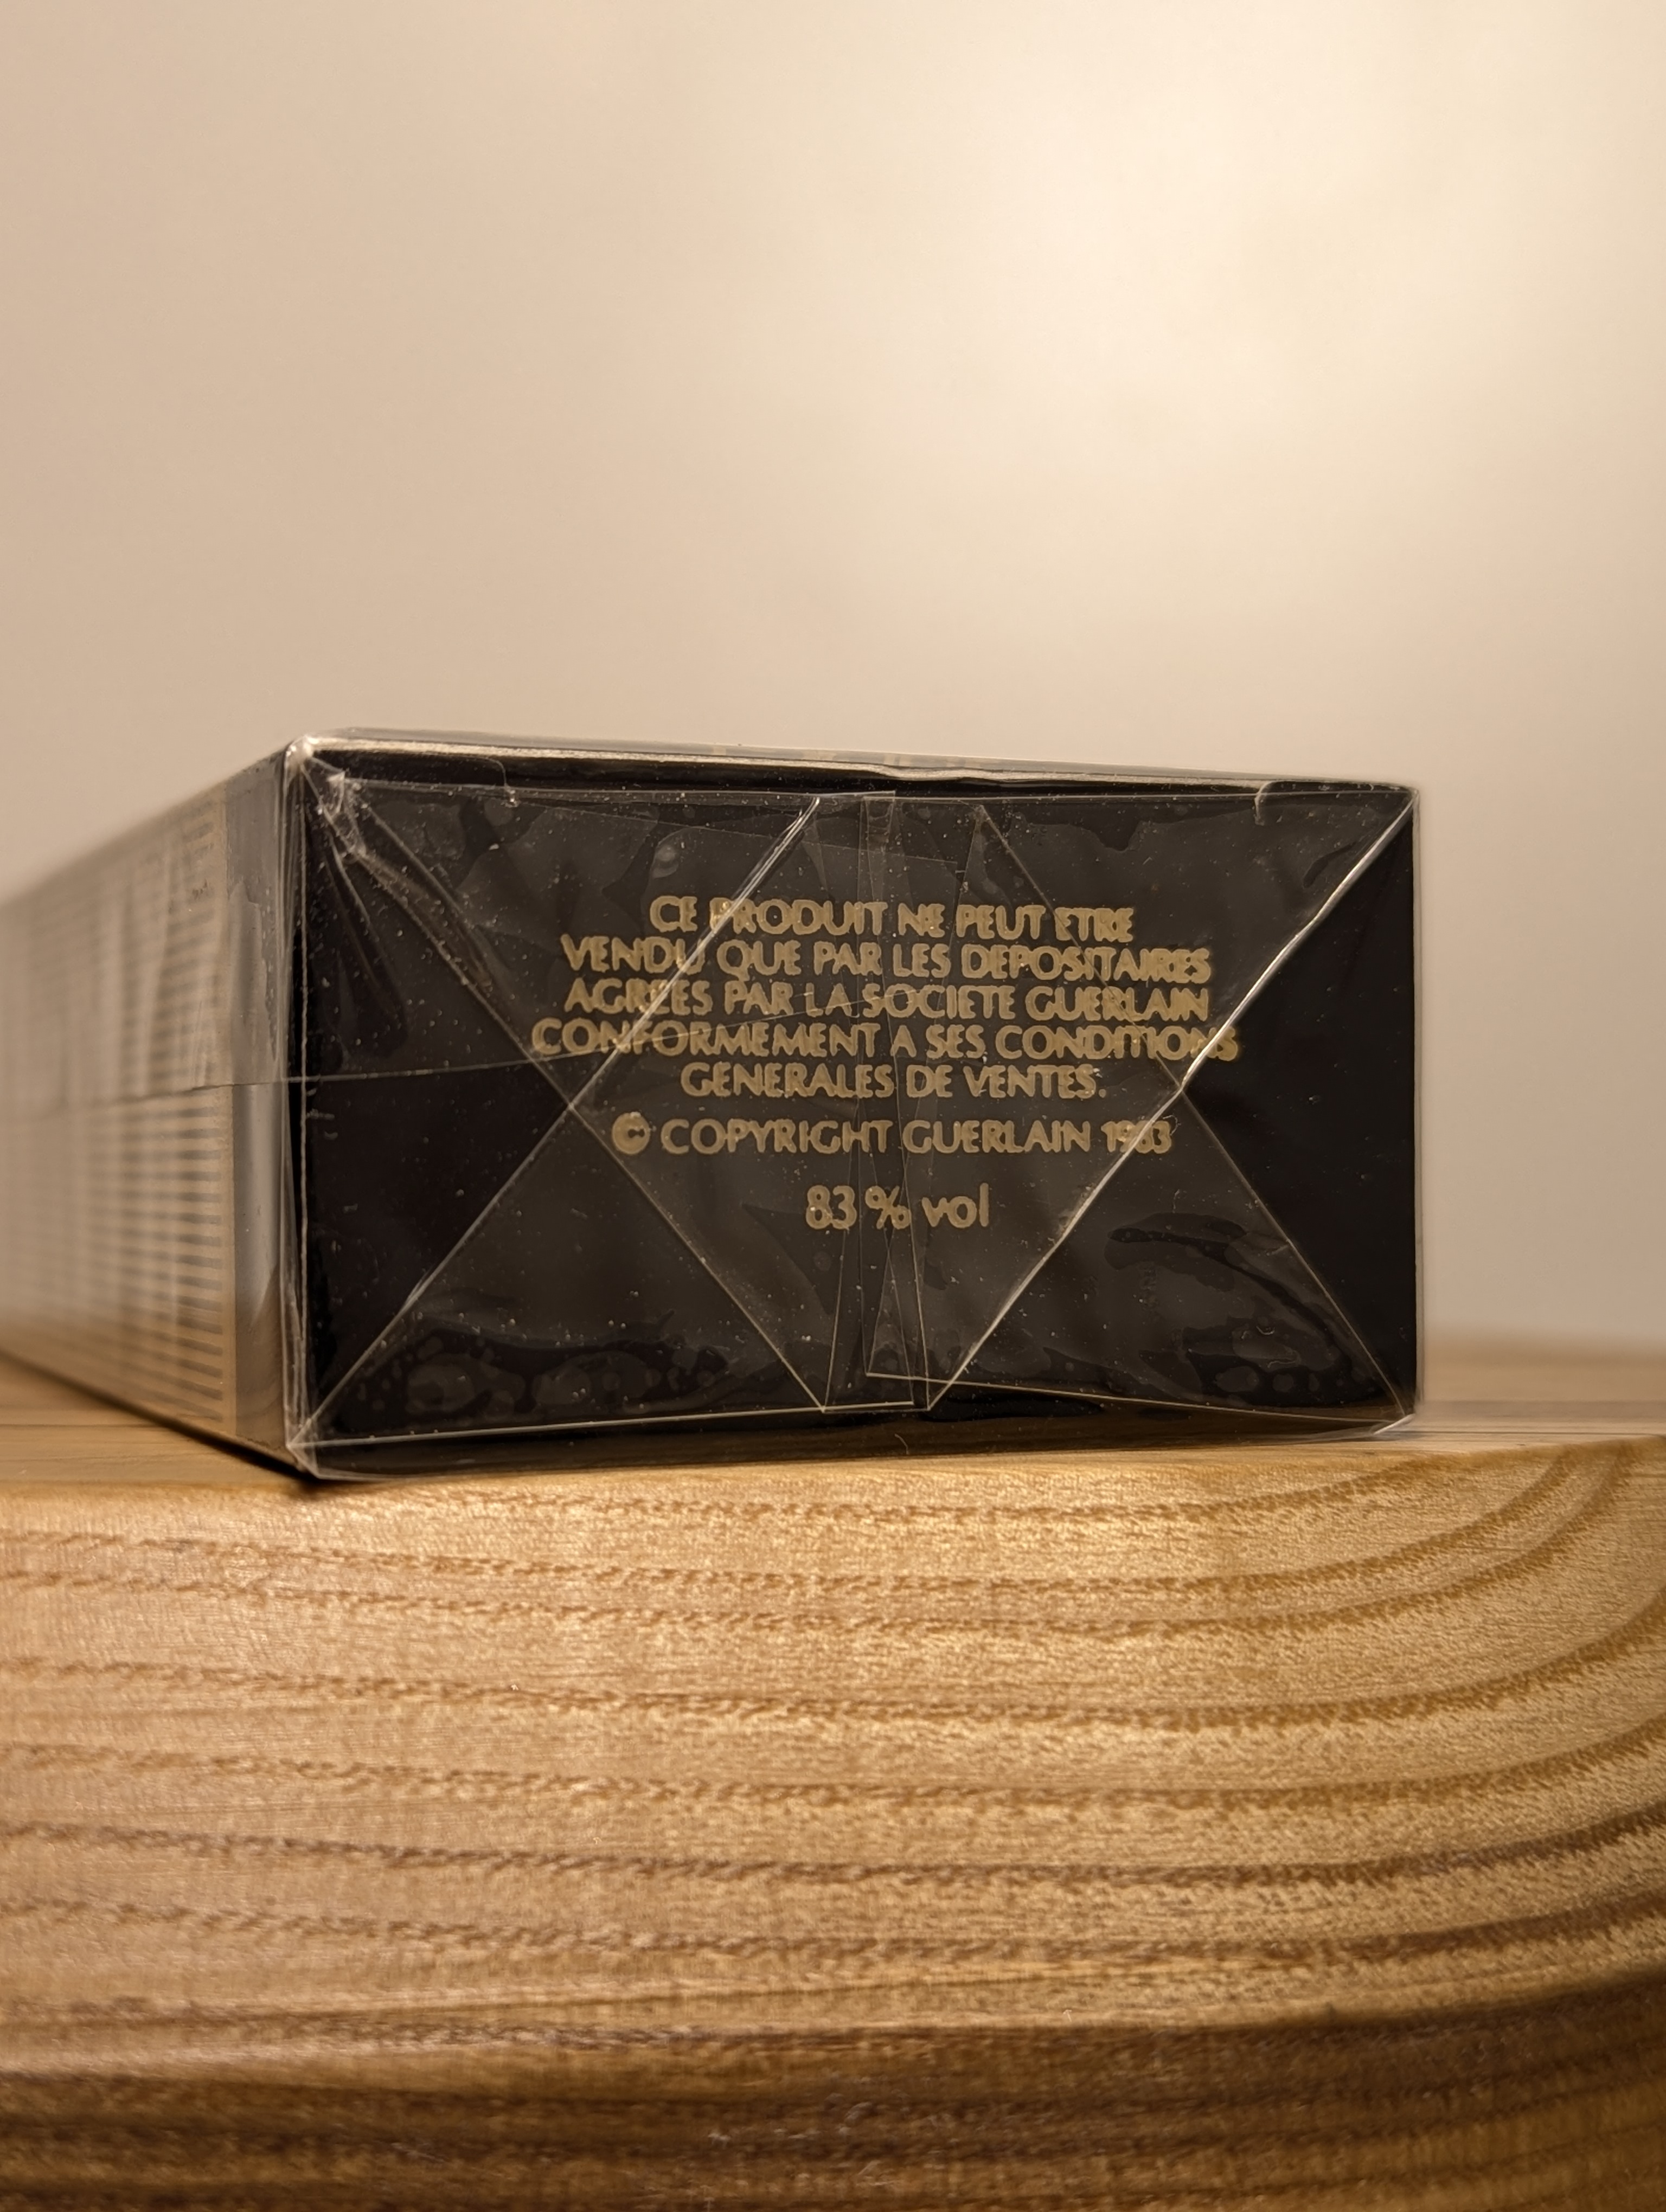 CE PRODUIT NE PEUT ETRE
VENDU QUE PAR LES DEPOSITAIRES
AGREES PAR LA SOCIETE GUERLAIN
CONFORMEMENT A SES CONDITIONS
GENERALES DE VENTES.
© COPYRIGHT GUERLAIN 1983
83 % vol